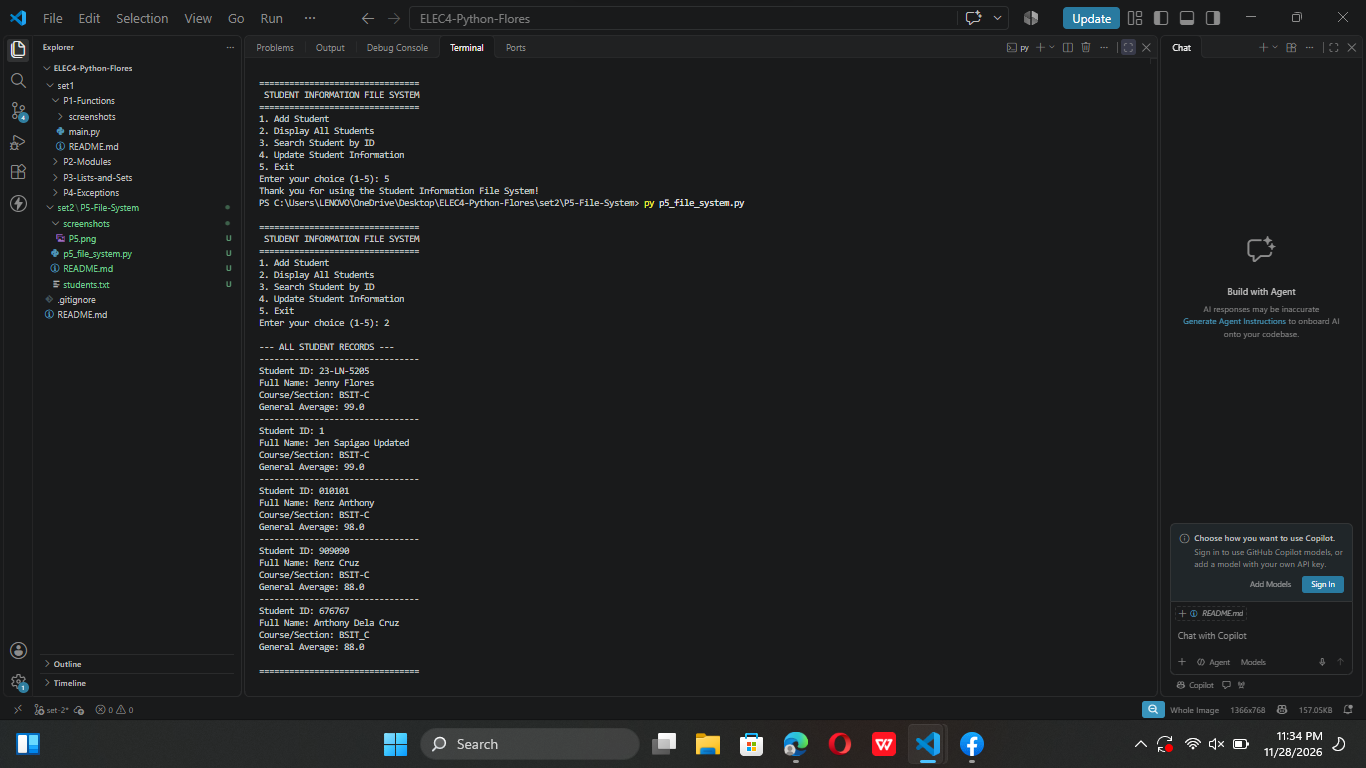 File Edit Selection View Go Run ··· ELEC4-Python-Flores Update
Explorer ···
ELEC4-Python-Flores
set1
P1-Functions
screenshots
main.py
README.md
P2-Modules
P3-Lists-and-Sets
P4-Exceptions
set2\P5-File-System
screenshots
P5.png U
p5_file_system.py U
README.md U
students.txt U
.gitignore
README.md
Outline
Timeline
4
1
Problems Output Debug Console Terminal Ports py
================================
STUDENT INFORMATION FILE SYSTEM
================================
1. Add Student
2. Display All Students
3. Search Student by ID
4. Update Student Information
5. Exit
Enter your choice (1-5): 5
Thank you for using the Student Information File System!
PS C:\Users\LENOVO\OneDrive\Desktop\ELEC4-Python-Flores\set2\P5-File-System> py p5_file_system.py
================================
STUDENT INFORMATION FILE SYSTEM
================================
1. Add Student
2. Display All Students
3. Search Student by ID
4. Update Student Information
5. Exit
Enter your choice (1-5): 2
--- ALL STUDENT RECORDS ---
--------------------------------
Student ID: 23-LN-5205
Full Name: Jenny Flores
Course/Section: BSIT-C
General Average: 99.0
--------------------------------
Student ID: 1
Full Name: Jen Sapigao Updated
Course/Section: BSIT-C
General Average: 99.0
--------------------------------
Student ID: 010101
Full Name: Renz Anthony
Course/Section: BSIT-C
General Average: 98.0
--------------------------------
Student ID: 909090
Full Name: Renz Cruz
Course/Section: BSIT-C
General Average: 88.0
--------------------------------
Student ID: 676767
Full Name: Anthony Dela Cruz
Course/Section: BSIT_C
General Average: 88.0
================================
Chat
Build with Agent
AI responses may be inaccurate
Generate Agent Instructions to onboard AI
onto your codebase.
Choose how you want to use Copilot.
Sign in to use GitHub Copilot models, or
add a model with your own API key.
Add Models Sign In
README.md
Chat with Copilot
Agent Models
Copilot
set-2* 0 0 Whole Image 1366x768 157.05KB
Search
11:34 PM
11/28/2026